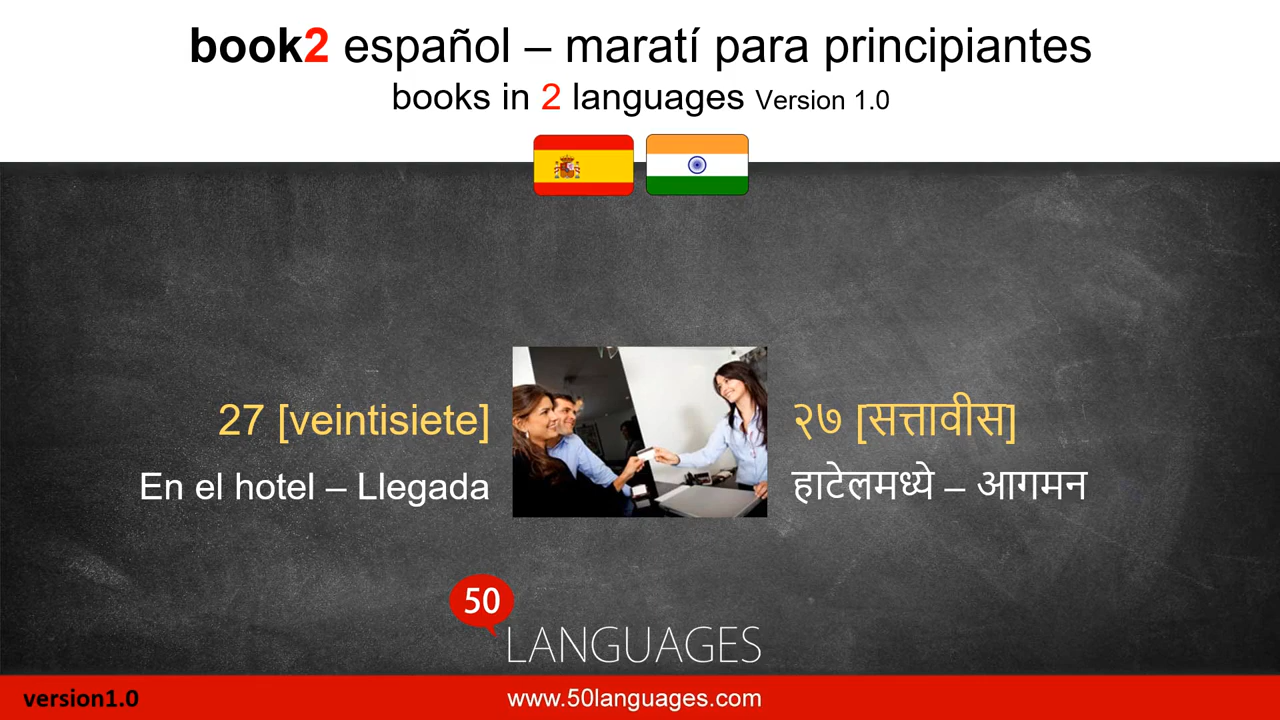 book2 español – maratí para principiantes
books in 2 languages Version 1.0
27 [veintisiete]
En el hotel – Llegada
२७ [सत्तावीस]
हाटेलमध्ये – आगमन
50
LANGUAGES
version1.0
www.50languages.com